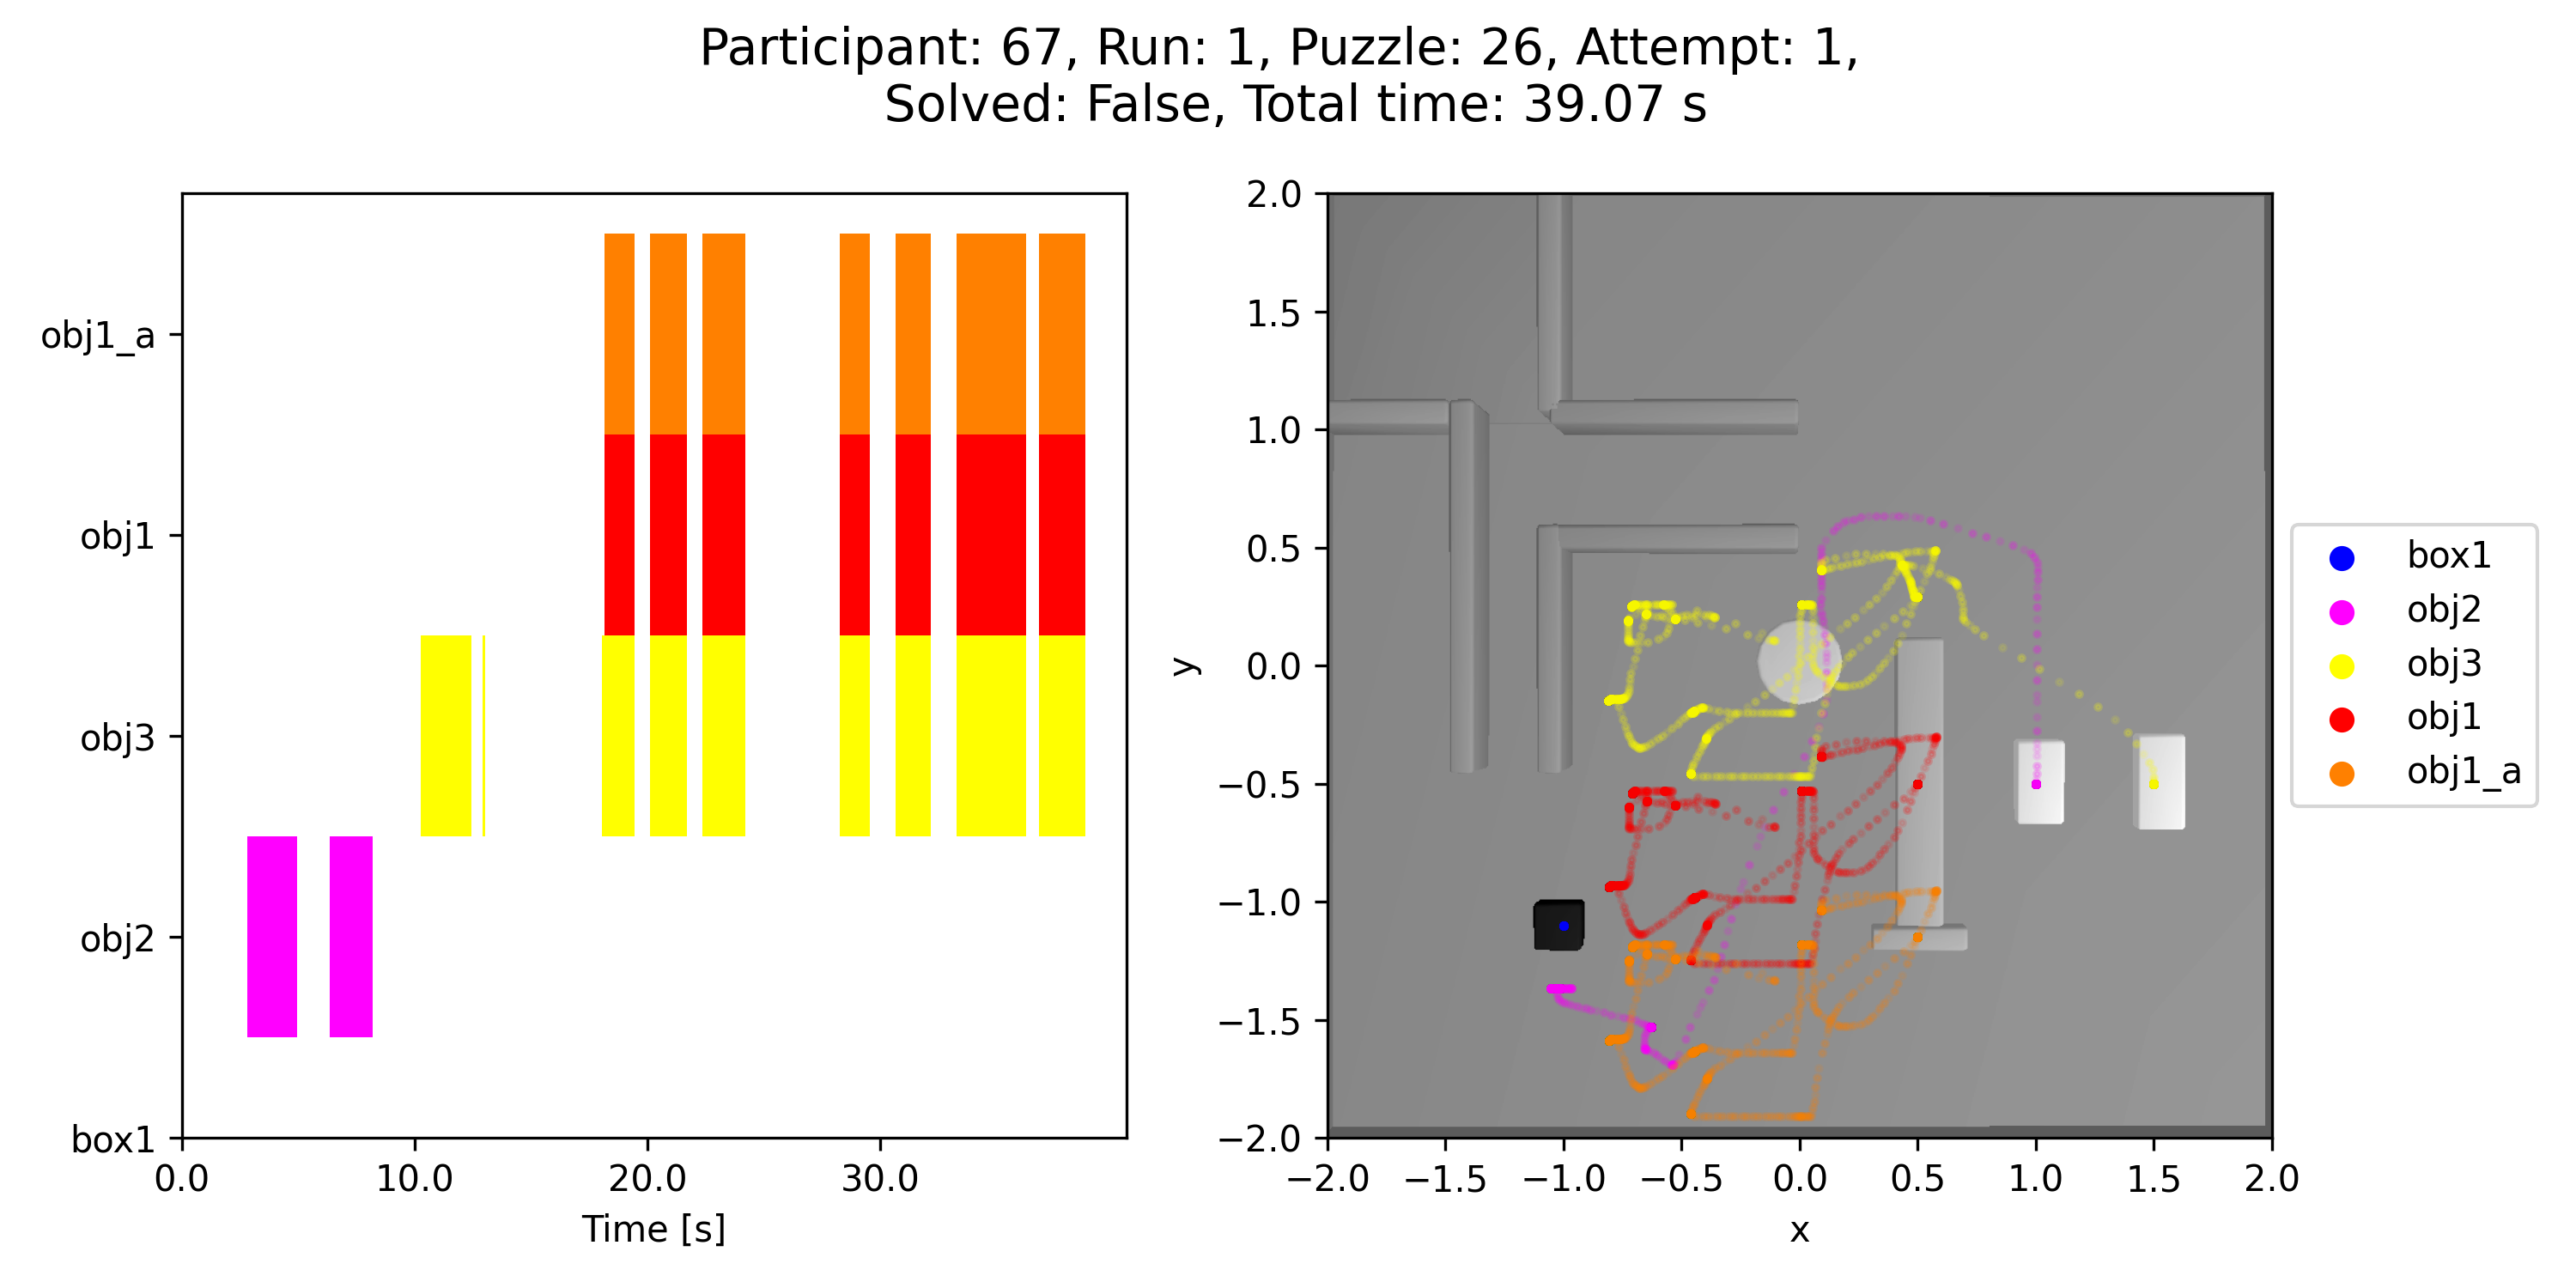 Participant: 67, Run: 1, Puzzle: 26, Attempt: 1,
Solved: False, Total time: 39.07 s
obj1_a
obj1
obj3
obj2
box1
0.0 10.0 20.0 30.0
Time [s]
2.0
1.5
1.0
0.5
0.0
−0.5
−1.0
−1.5
−2.0
y
−2.0 −1.5 −1.0 −0.5 0.0 0.5 1.0 1.5 2.0
x
box1
obj2
obj3
obj1
obj1_a